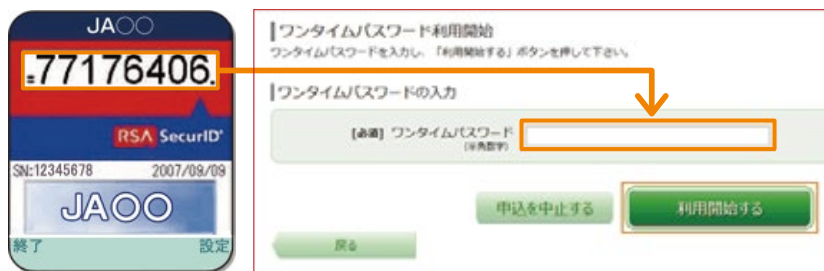 JA○○
77176406.
RSA SecurID®
SN:12345678 2007/09/09
JA○○
終了 設定
ワンタイムパスワード利用開始
ワンタイムパスワードを入力し、「利用開始する」ボタンを押して下さい。
ワンタイムパスワードの入力
[必須] ワンタイムパスワード
(半角数字)
申込を中止する 利用開始する
戻る